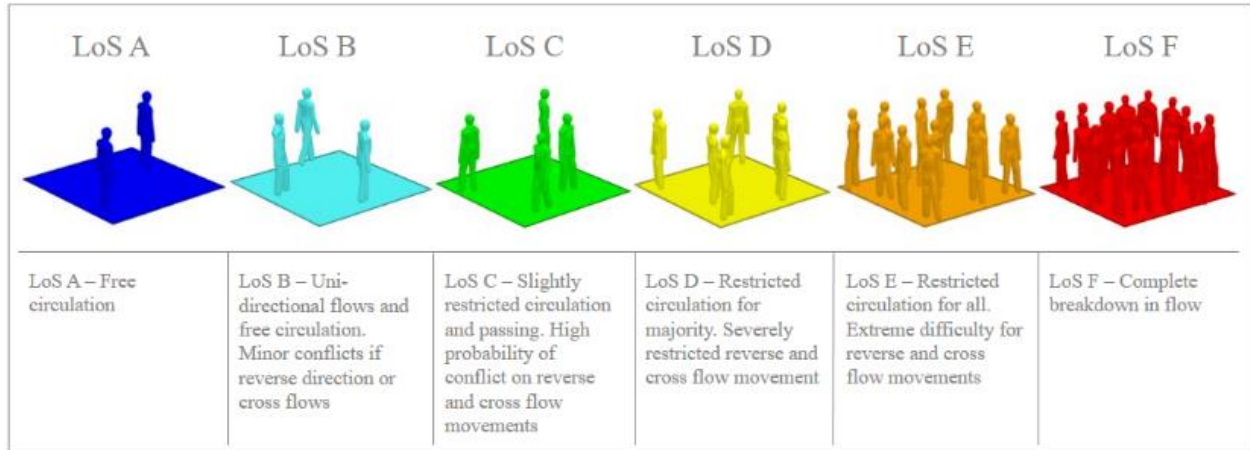 LoS A
LoS B
LoS C
LoS D
LoS E
LoS F
LoS A – Free
circulation
LoS B – Uni-
directional flows and
free circulation.
Minor conflicts if
reverse direction or
cross flows
LoS C – Slightly
restricted circulation
and passing. High
probability of
conflict on reverse
and cross flow
movements
LoS D – Restricted
circulation for
majority. Severely
restricted reverse and
cross flow movement
LoS E – Restricted
circulation for all.
Extreme difficulty for
reverse and cross
flow movements
LoS F – Complete
breakdown in flow